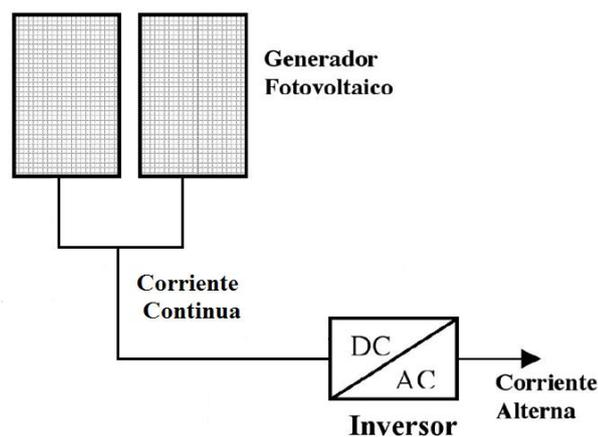 Generador
Fotovoltaico
Corriente
Continua
DC
AC
Corriente
Alterna
Inversor